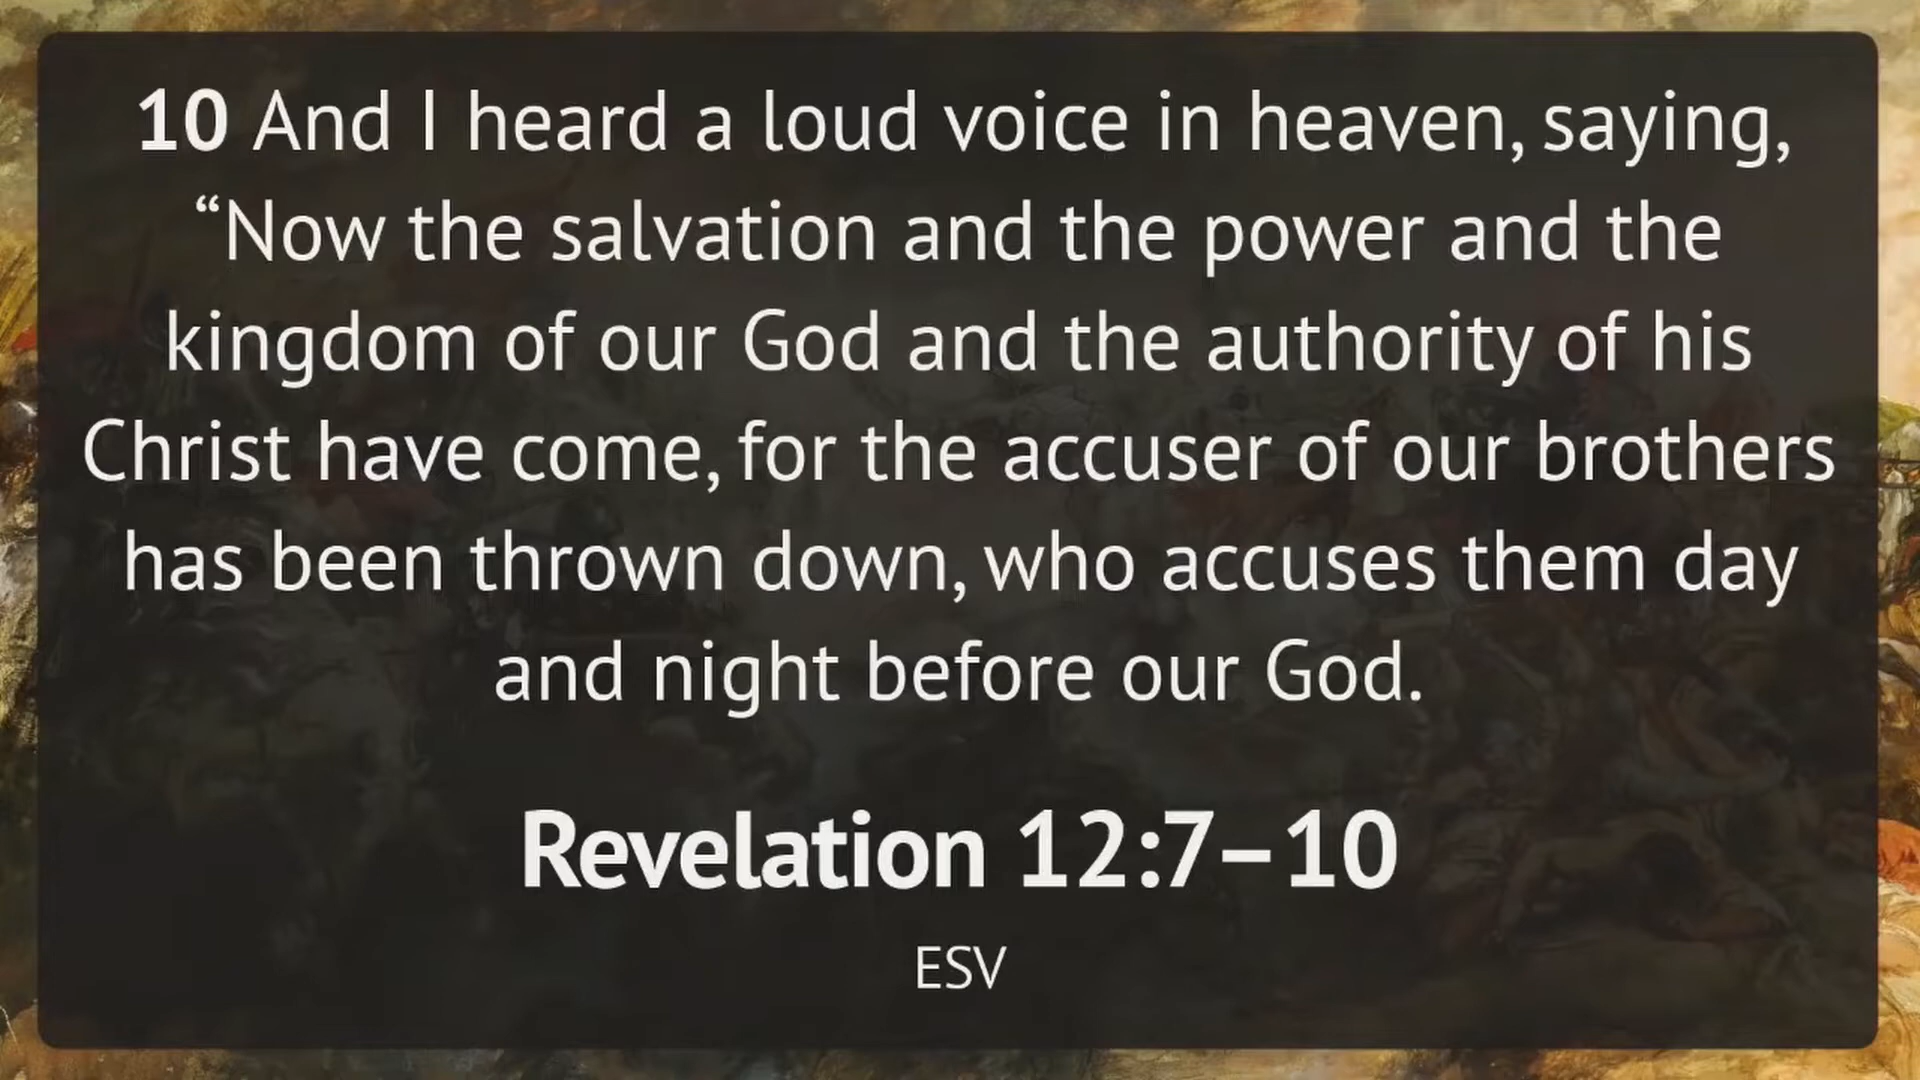 10 And I heard a loud voice in heaven, saying,
“Now the salvation and the power and the
kingdom of our God and the authority of his
Christ have come, for the accuser of our brothers
has been thrown down, who accuses them day
and night before our God.
Revelation 12:7–10
ESV